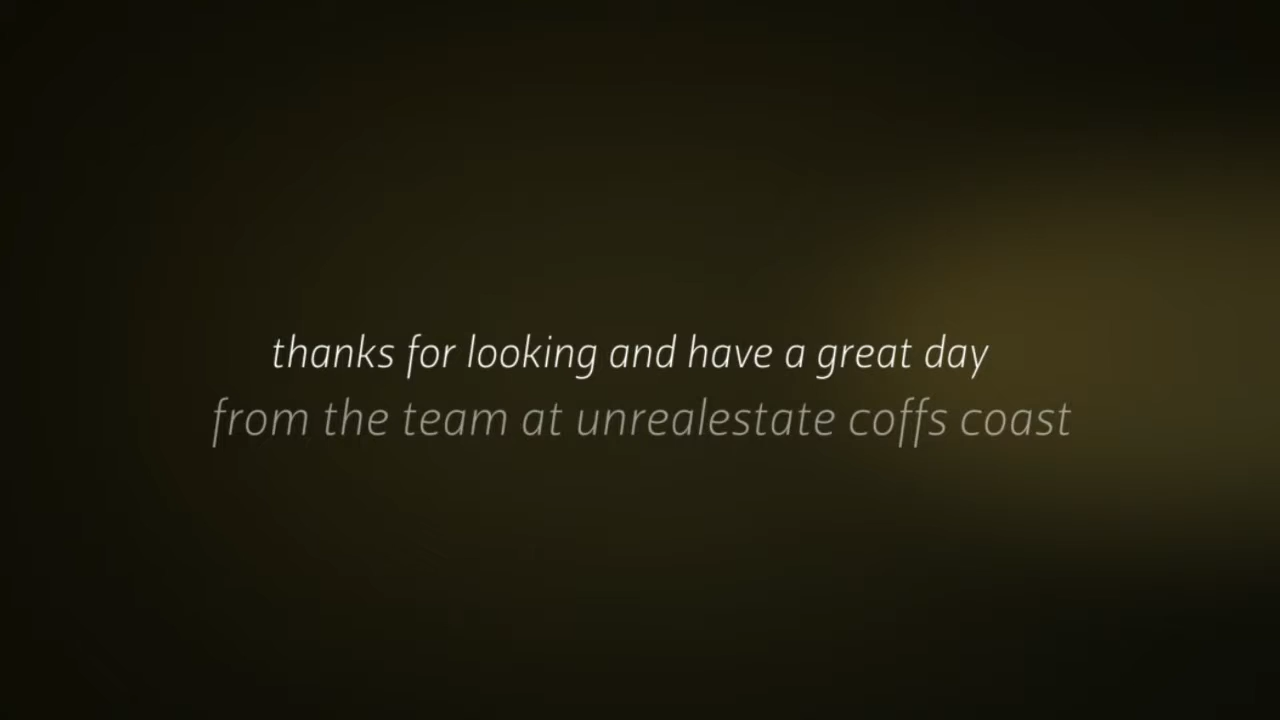 thanks for looking and have a great day
from the team at unrealestate coffs coast